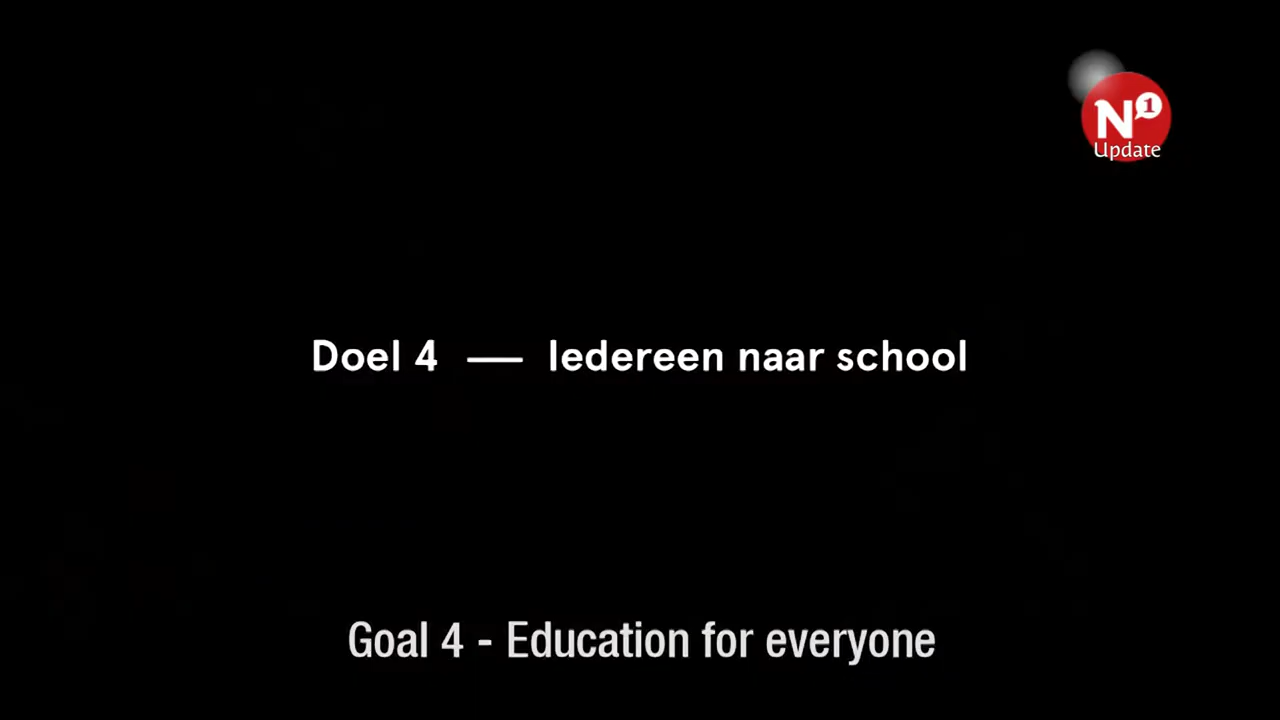 N1
Update
Doel 4 — Iedereen naar school
Goal 4 - Education for everyone